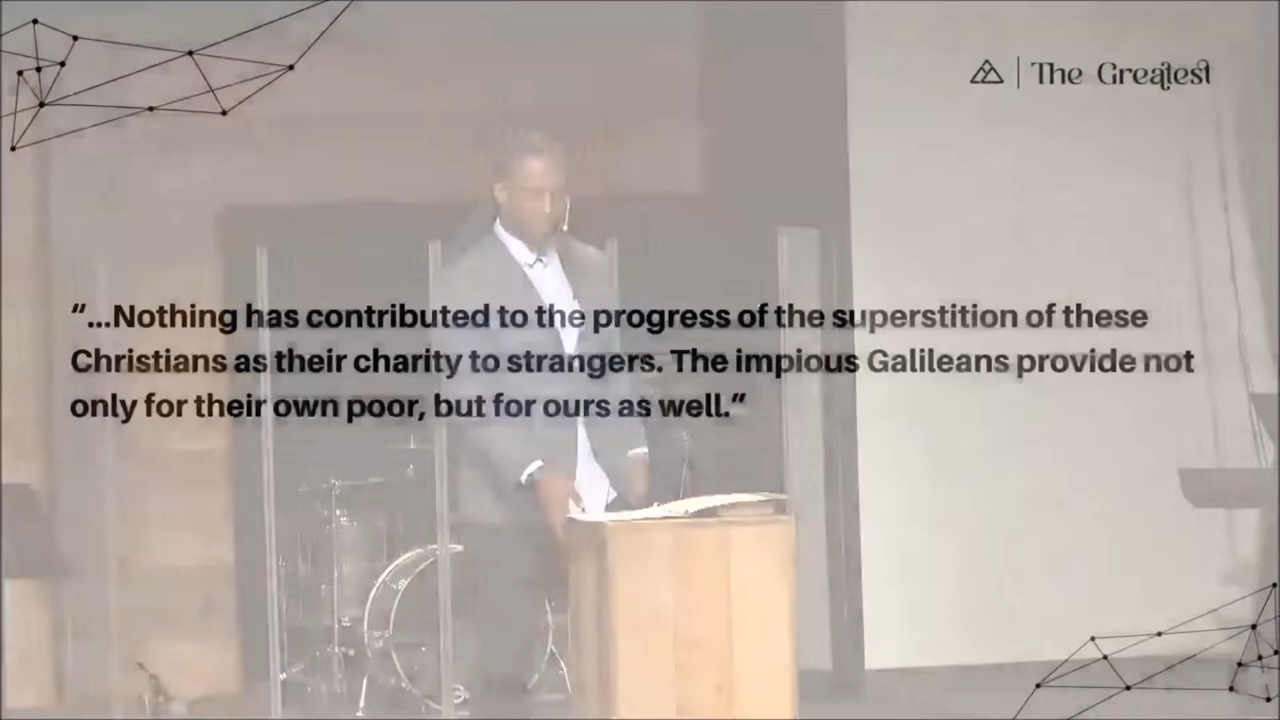 The Greatest
“...Nothing has contributed to the progress of the superstition of these
Christians as their charity to strangers. The impious Galileans provide not
only for their own poor, but for ours as well.“